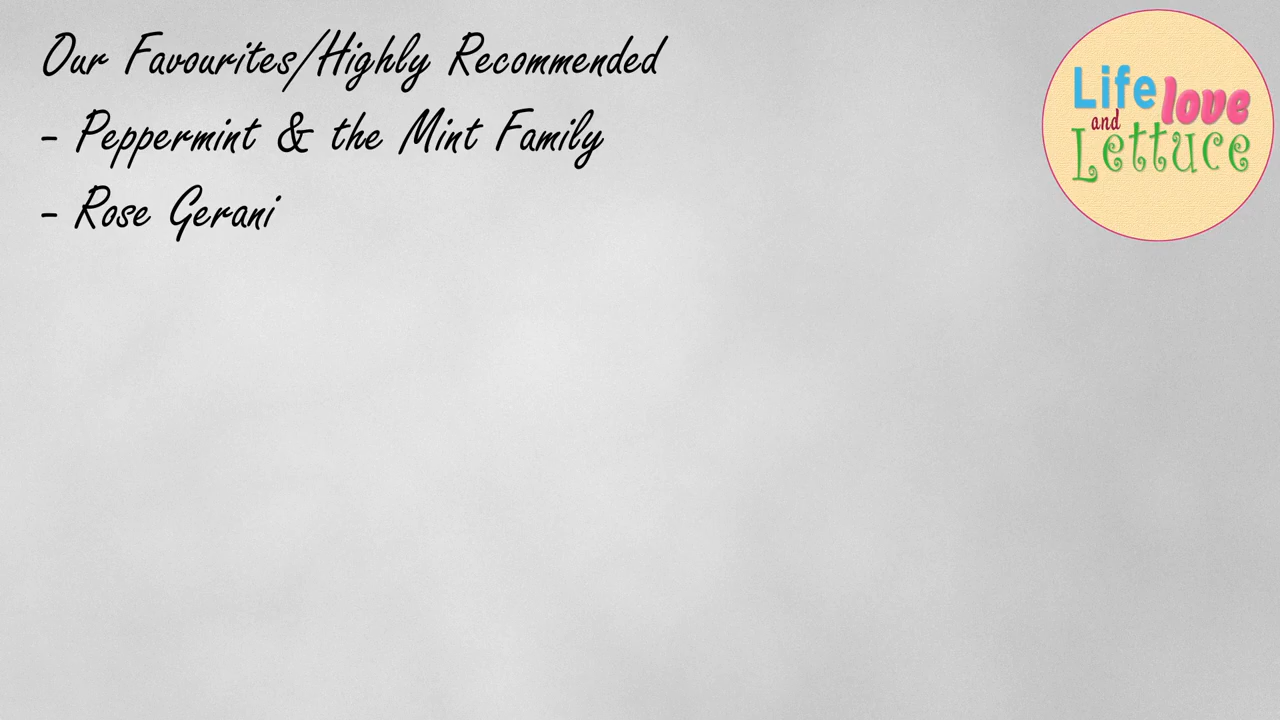 Our Favourites/Highly Recommended
- Peppermint & the Mint Family
- Rose Gerani
Life love
and
Lettuce